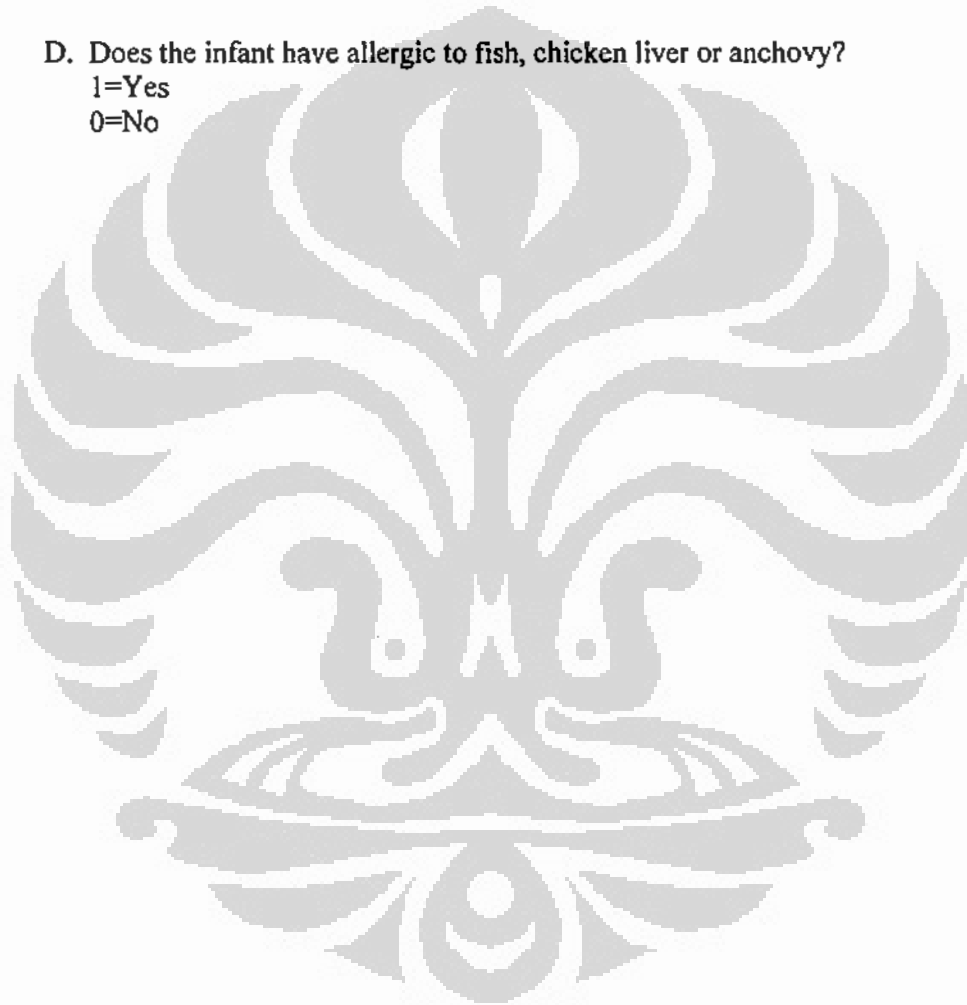 D. Does the infant have allergic to fish, chicken liver or anchovy?
1=Yes
0=No